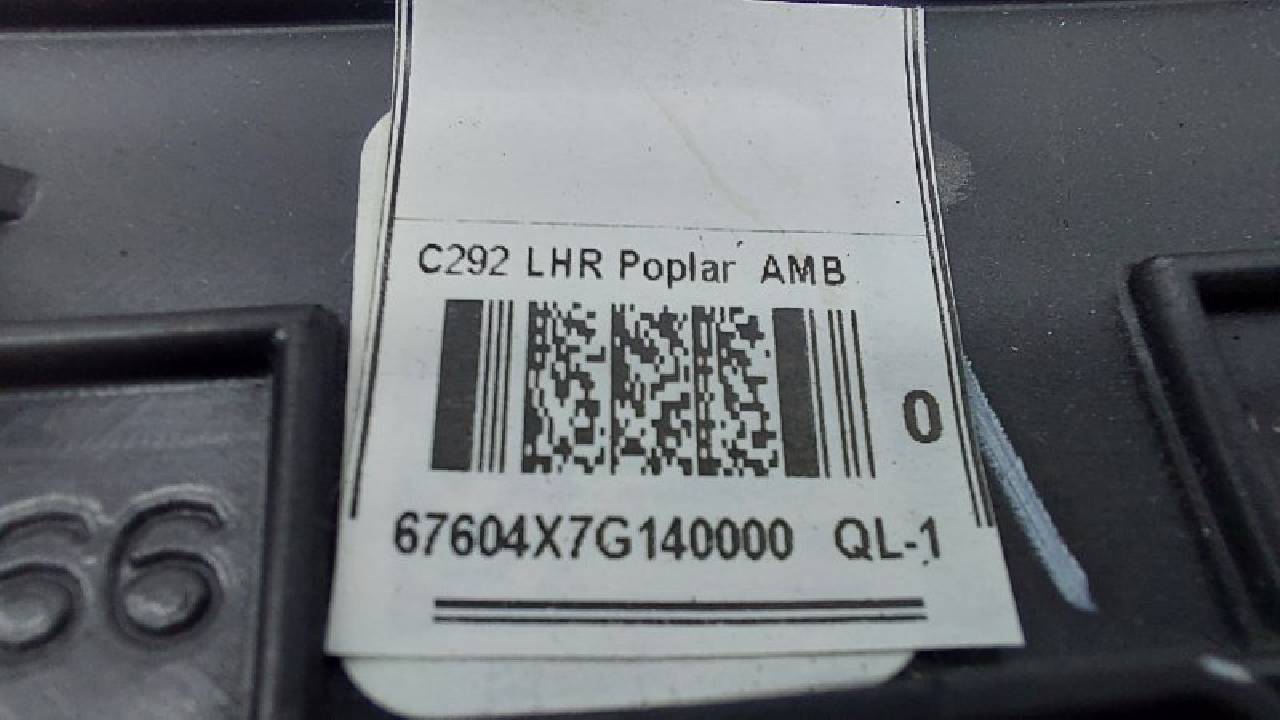 C292 LHR Poplar AMB
0
67604X7G140000 QL-1
66